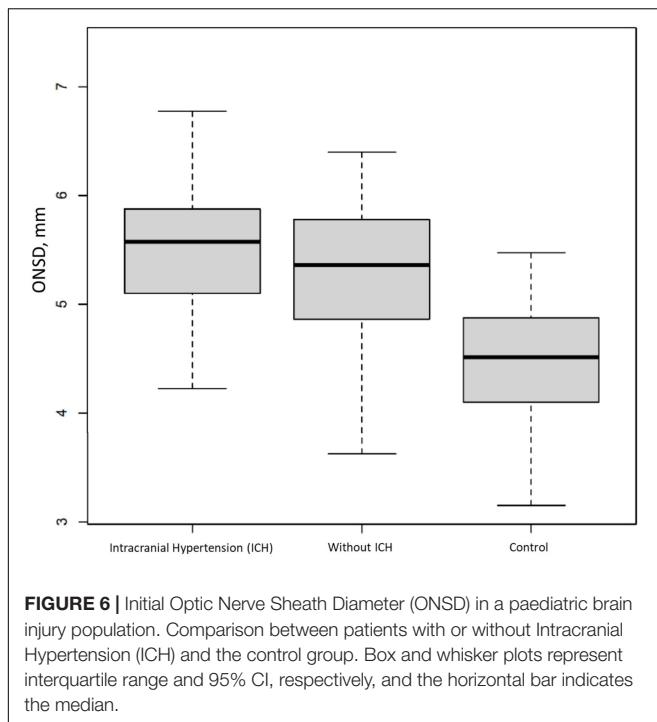 7
6
5
4
3
ONSD, mm
Intracranial Hypertension (ICH) Without ICH Control
FIGURE 6 | Initial Optic Nerve Sheath Diameter (ONSD) in a paediatric brain
injury population. Comparison between patients with or without Intracranial
Hypertension (ICH) and the control group. Box and whisker plots represent
interquartile range and 95% CI, respectively, and the horizontal bar indicates
the median.